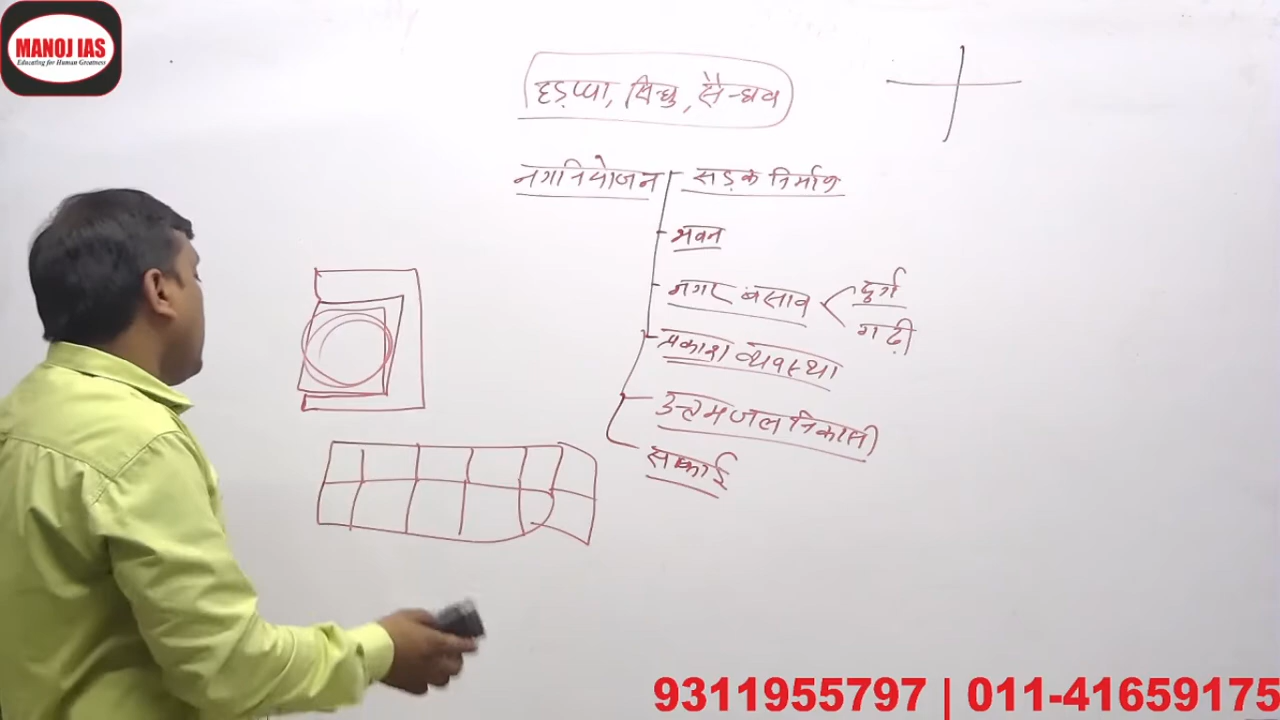 MANOJ IAS
Educating for Human Greatness
हड़प्पा, सिन्धु, सैन्धव
नगनियोजन
सड़क निर्माण
भवन
नगर बसाव
दुर्ग
गढ़ी
प्रकाश व्यवस्था
उत्तम जल निकासी
सफाई
9311955797 | 011-41659175